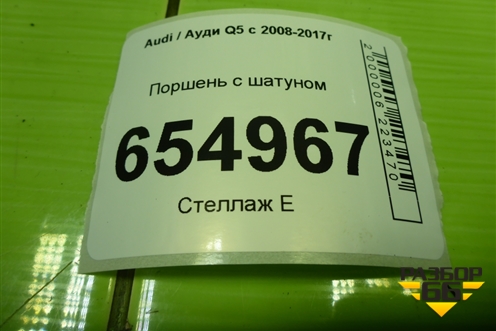 Audi / Ауди Q5 с 2008-2017г
Поршень с шатуном
654967
Стеллаж Е
2000006223470
РАЗБОР
66